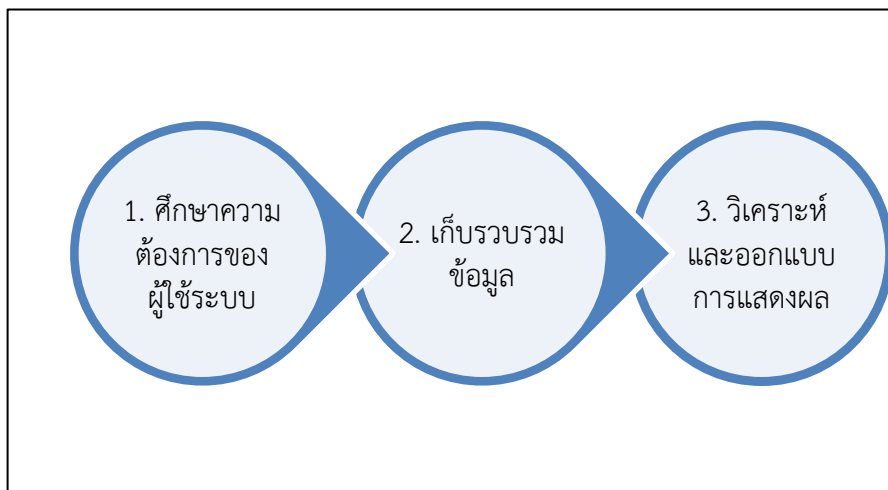 1. ศึกษาความ
ต้องการของ
ผู้ใช้ระบบ
2. เก็บรวบรวม
ข้อมูล
3. วิเคราะห์
และออกแบบ
การแสดงผล